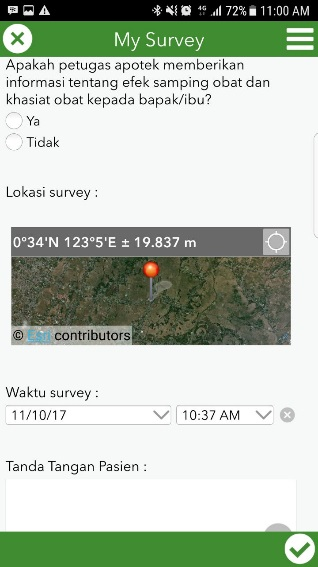 72% 11:00 AM
My Survey
Apakah petugas apotek memberikan
informasi tentang efek samping obat dan
khasiat obat kepada bapak/ibu?
Ya
Tidak
Lokasi survey :
0°34'N 123°5'E ± 19.837 m
© Esri contributors
Waktu survey :
11/10/17 10:37 AM
Tanda Tangan Pasien :